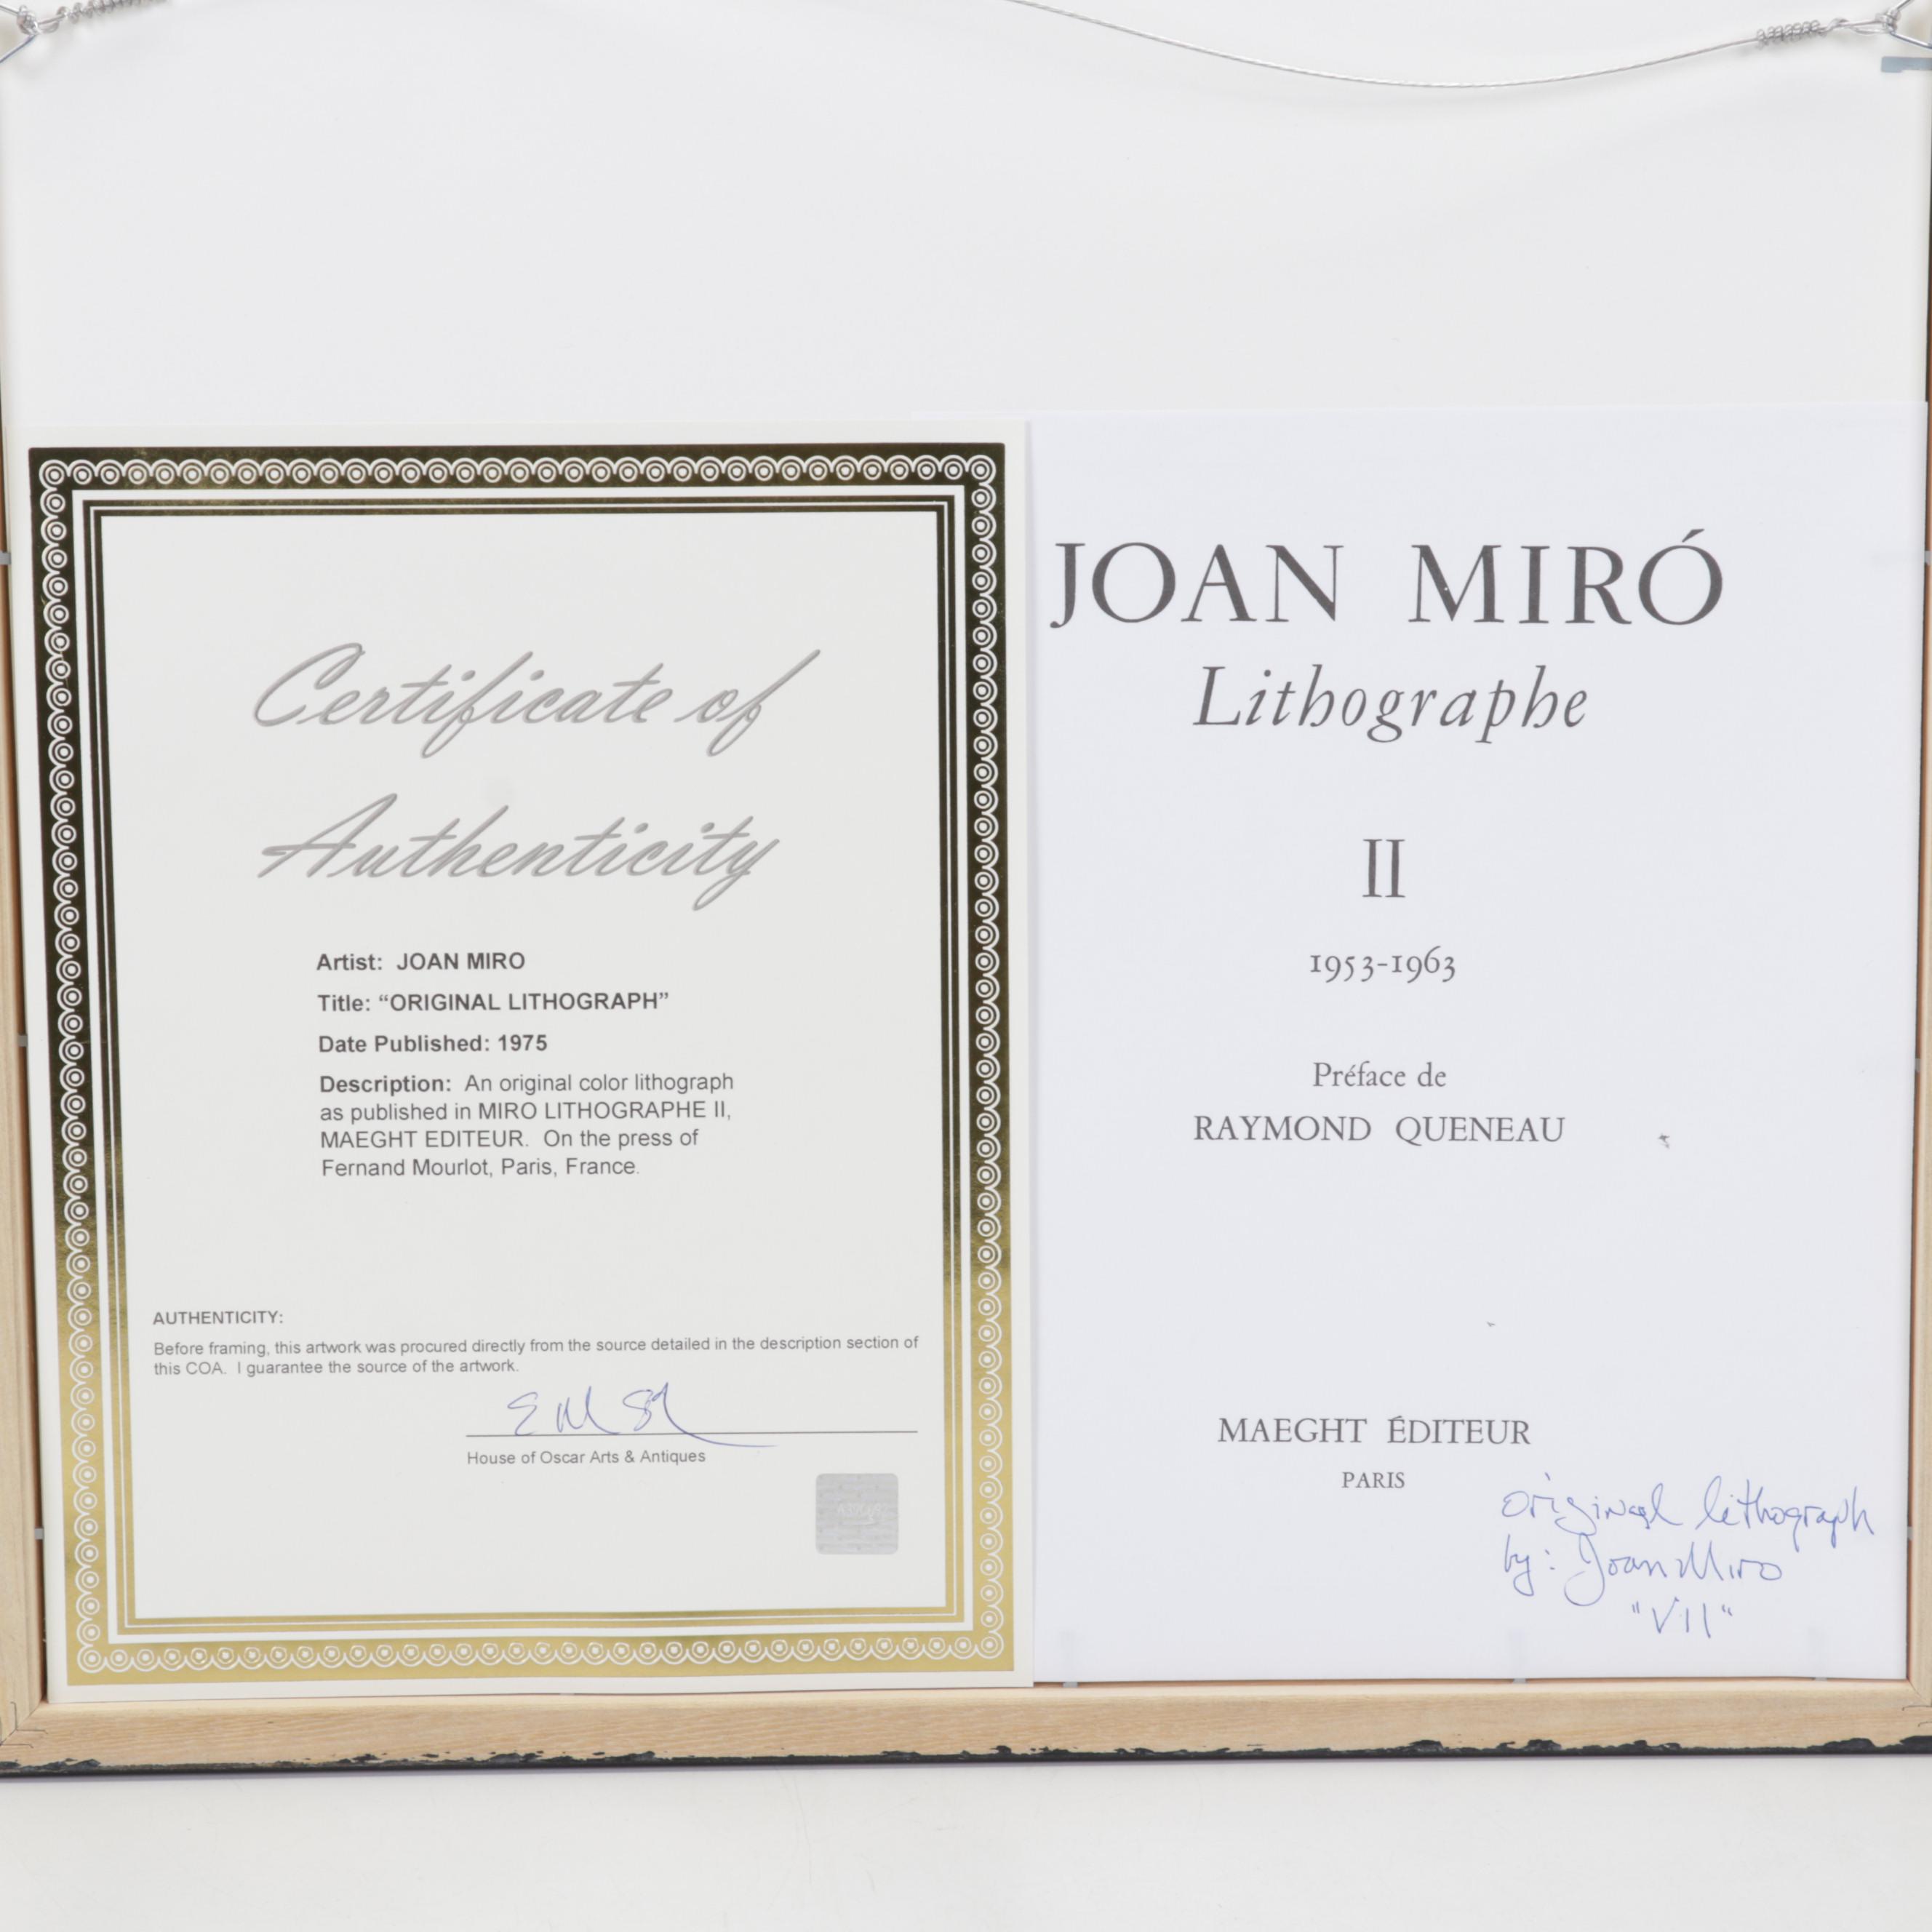 Certificate of
Authenticity
Artist: JOAN MIRO
Title: “ORIGINAL LITHOGRAPH”
Date Published: 1975
Description: An original color lithograph
as published in MIRO LITHOGRAPHE II,
MAEGHT EDITEUR. On the press of
Fernand Mourlot, Paris, France.
AUTHENTICITY:
Before framing, this artwork was procured directly from the source detailed in the description section of
this COA. I guarantee the source of the artwork.
House of Oscar Arts & Antiques
JOAN MIRÓ
Lithographe
II
1953-1963
Préface de
RAYMOND QUENEAU
MAEGHT ÉDITEUR
PARIS
original lithograph
by: Joan Miro
"VII"